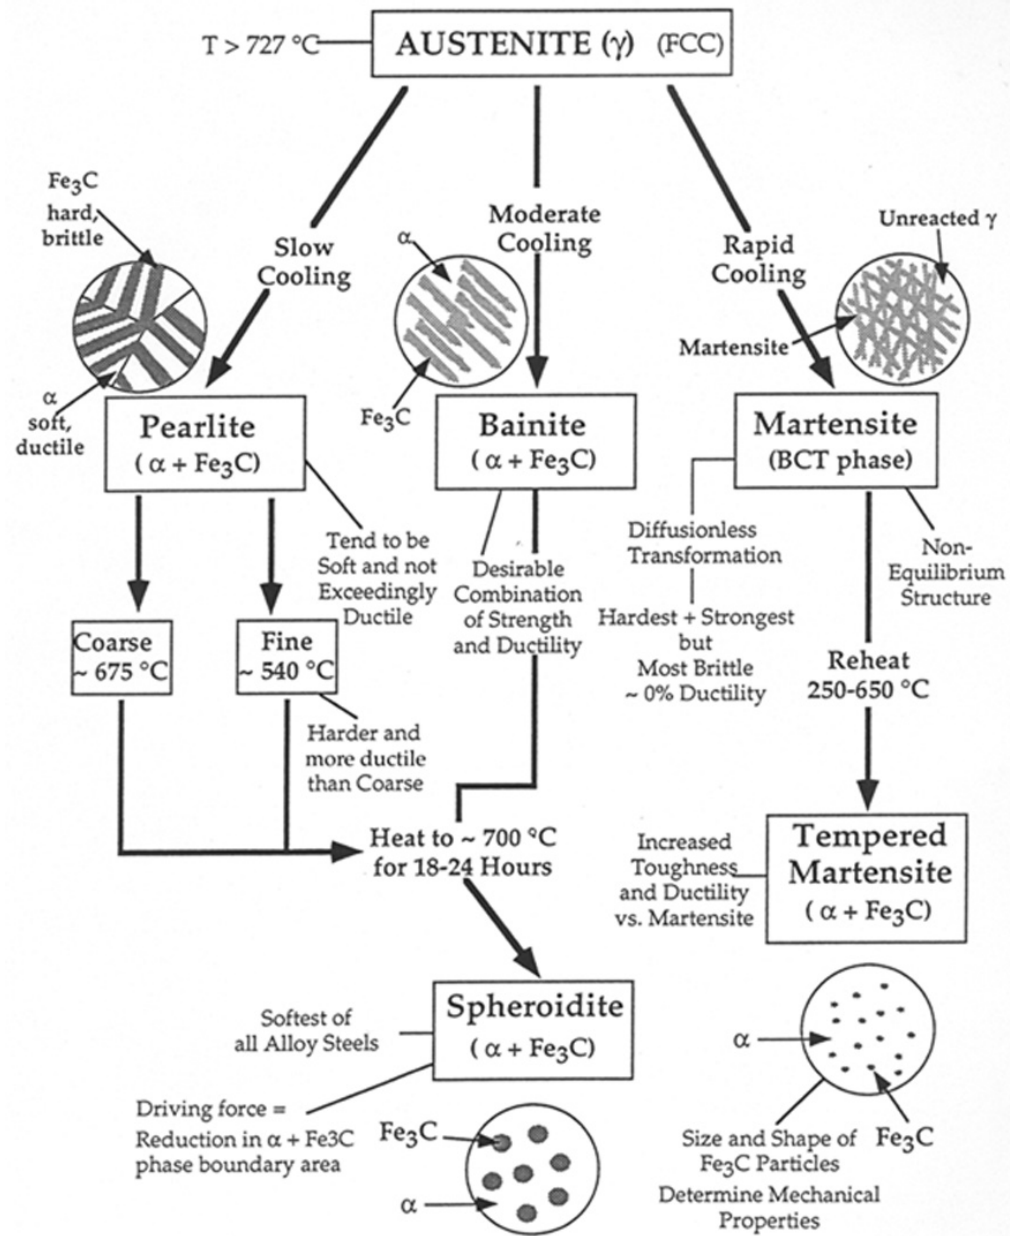 T > 727 °C
AUSTENITE (γ) (FCC)
Fe₃C
hard,
brittle
Slow
Cooling
α
Moderate
Cooling
Rapid
Cooling
Unreacted γ
Martensite
α
soft,
ductile
Fe₃C
Pearlite
( α + Fe₃C)
Bainite
( α + Fe₃C)
Martensite
(BCT phase)
Tend to be
Soft and not
Exceedingly
Ductile
Desirable
Combination
of Strength
and Ductility
Diffusionless
Transformation
Hardest + Strongest
but
Most Brittle
~ 0% Ductility
Non-
Equilibrium
Structure
Coarse
~ 675 °C
Fine
~ 540 °C
Harder and
more ductile
than Coarse
Reheat
250-650 °C
Heat to ~ 700 °C
for 18-24 Hours
Increased
Toughness
and Ductility
vs. Martensite
Tempered
Martensite
( α + Fe₃C)
Softest of
all Alloy Steels
Spheroidite
( α + Fe₃C)
Driving force =
Reduction in α + Fe3C
phase boundary area
Fe₃C
α
α
Fe₃C
Size and Shape of
Fe₃C Particles
Determine Mechanical
Properties